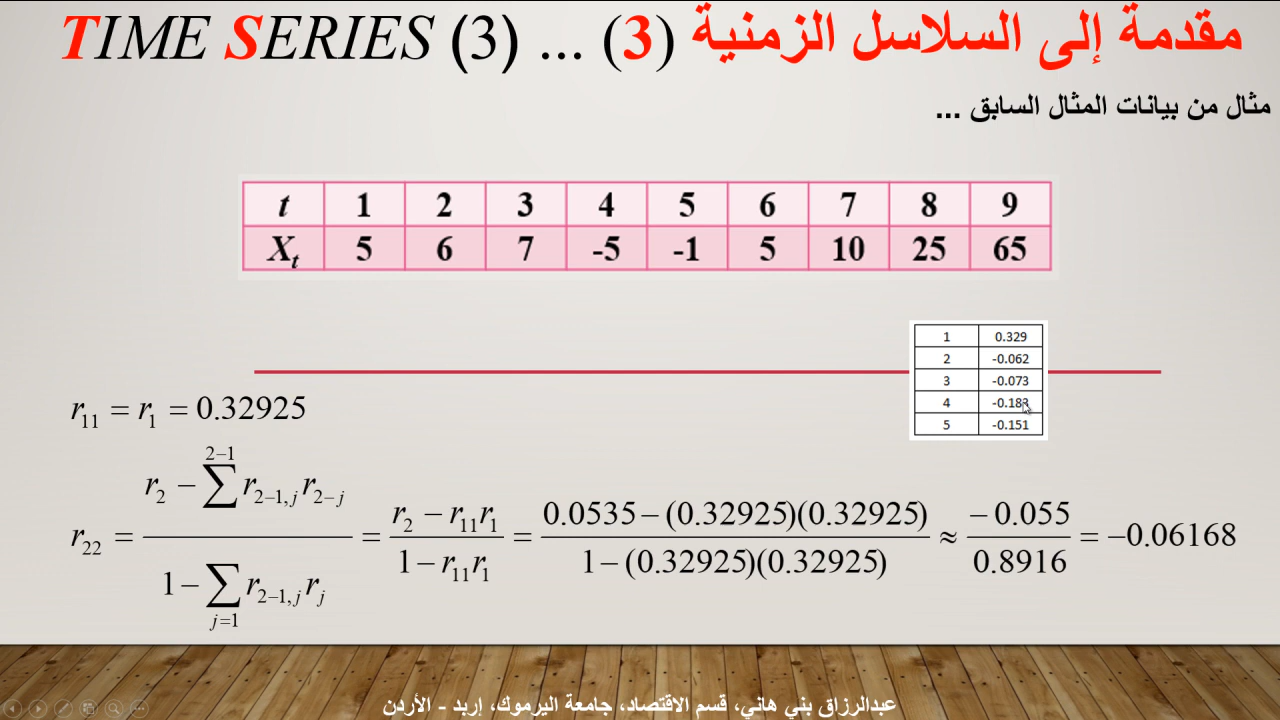 مقدمة إلى السلاسل الزمنية (3) ... TIME SERIES (3)
مثال من بيانات المثال السابق ...
t 1 2 3 4 5 6 7 8 9
Xt 5 6 7 -5 -1 5 10 25 65
1 0.329
2 -0.062
3 -0.073
4 -0.183
5 -0.151
r11 = r1 = 0.32925
r22 = (r2 − ∑^{2−1} r2−1,j r2−j) / (1 − ∑_{j=1} r2−1,j rj) = (r2 − r11r1) / (1 − r11r1) = (0.0535 − (0.32925)(0.32925)) / (1 − (0.32925)(0.32925)) ≈ −0.055 / 0.8916 = −0.06168
عبدالرزاق بني هاني، قسم الاقتصاد، جامعة اليرموك، إربد - الأردن